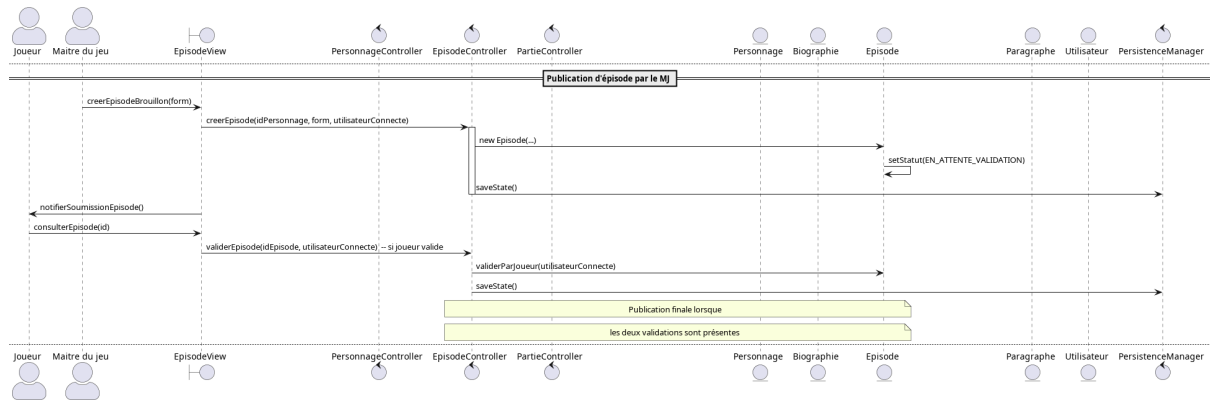 Joueur Maitre du jeu EpisodeView PersonnageController EpisodeController PartieController Personnage Biographie Episode Paragraphe Utilisateur PersistenceManager
Publication d'épisode par le MJ
creerEpisodeBrouillon(form)
creerEpisode(idPersonnage, form, utilisateurConnecte)
new Episode(...)
setStatut(EN_ATTENTE_VALIDATION)
saveState()
notifierSoumissionEpisode()
consulterEpisode(id)
validerEpisode(idEpisode, utilisateurConnecte) -- si joueur valide
validerParJoueur(utilisateurConnecte)
saveState()
Publication finale lorsque
les deux validations sont présentes
Joueur Maitre du jeu EpisodeView PersonnageController EpisodeController PartieController Personnage Biographie Episode Paragraphe Utilisateur PersistenceManager